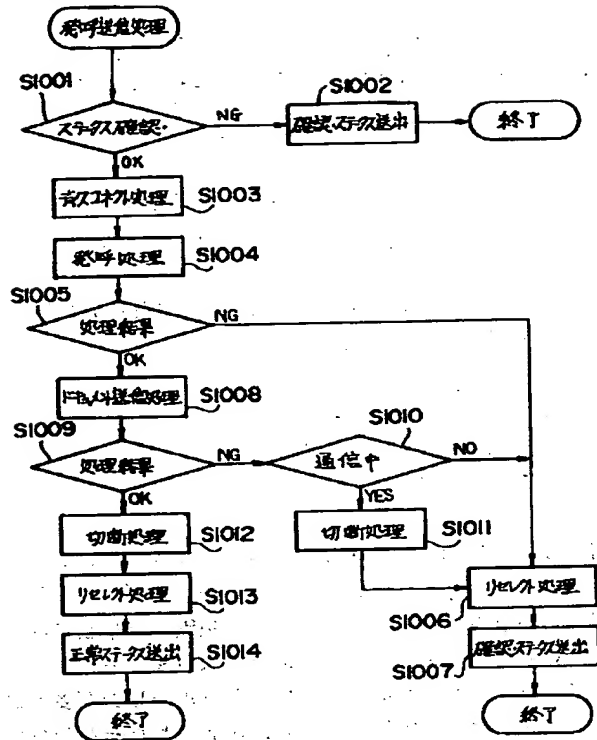 発呼送信処理
S1001
ステータス確認・
NG
S1002
確認・ステータス送出
終了
OK
ディスコネクト処理
S1003
発呼処理
S1004
S1005
処理結果
NG
OK
ドキュメント送信処理
S1008
S1009
処理結果
NG
S1010
通信中
NO
OK
YES
切断処理
S1012
切断処理
S1011
リセレクト処理
S1013
リセレクト処理
S1006
正常ステータス送出
S1014
確認・ステータス送出
S1007
終了
終了